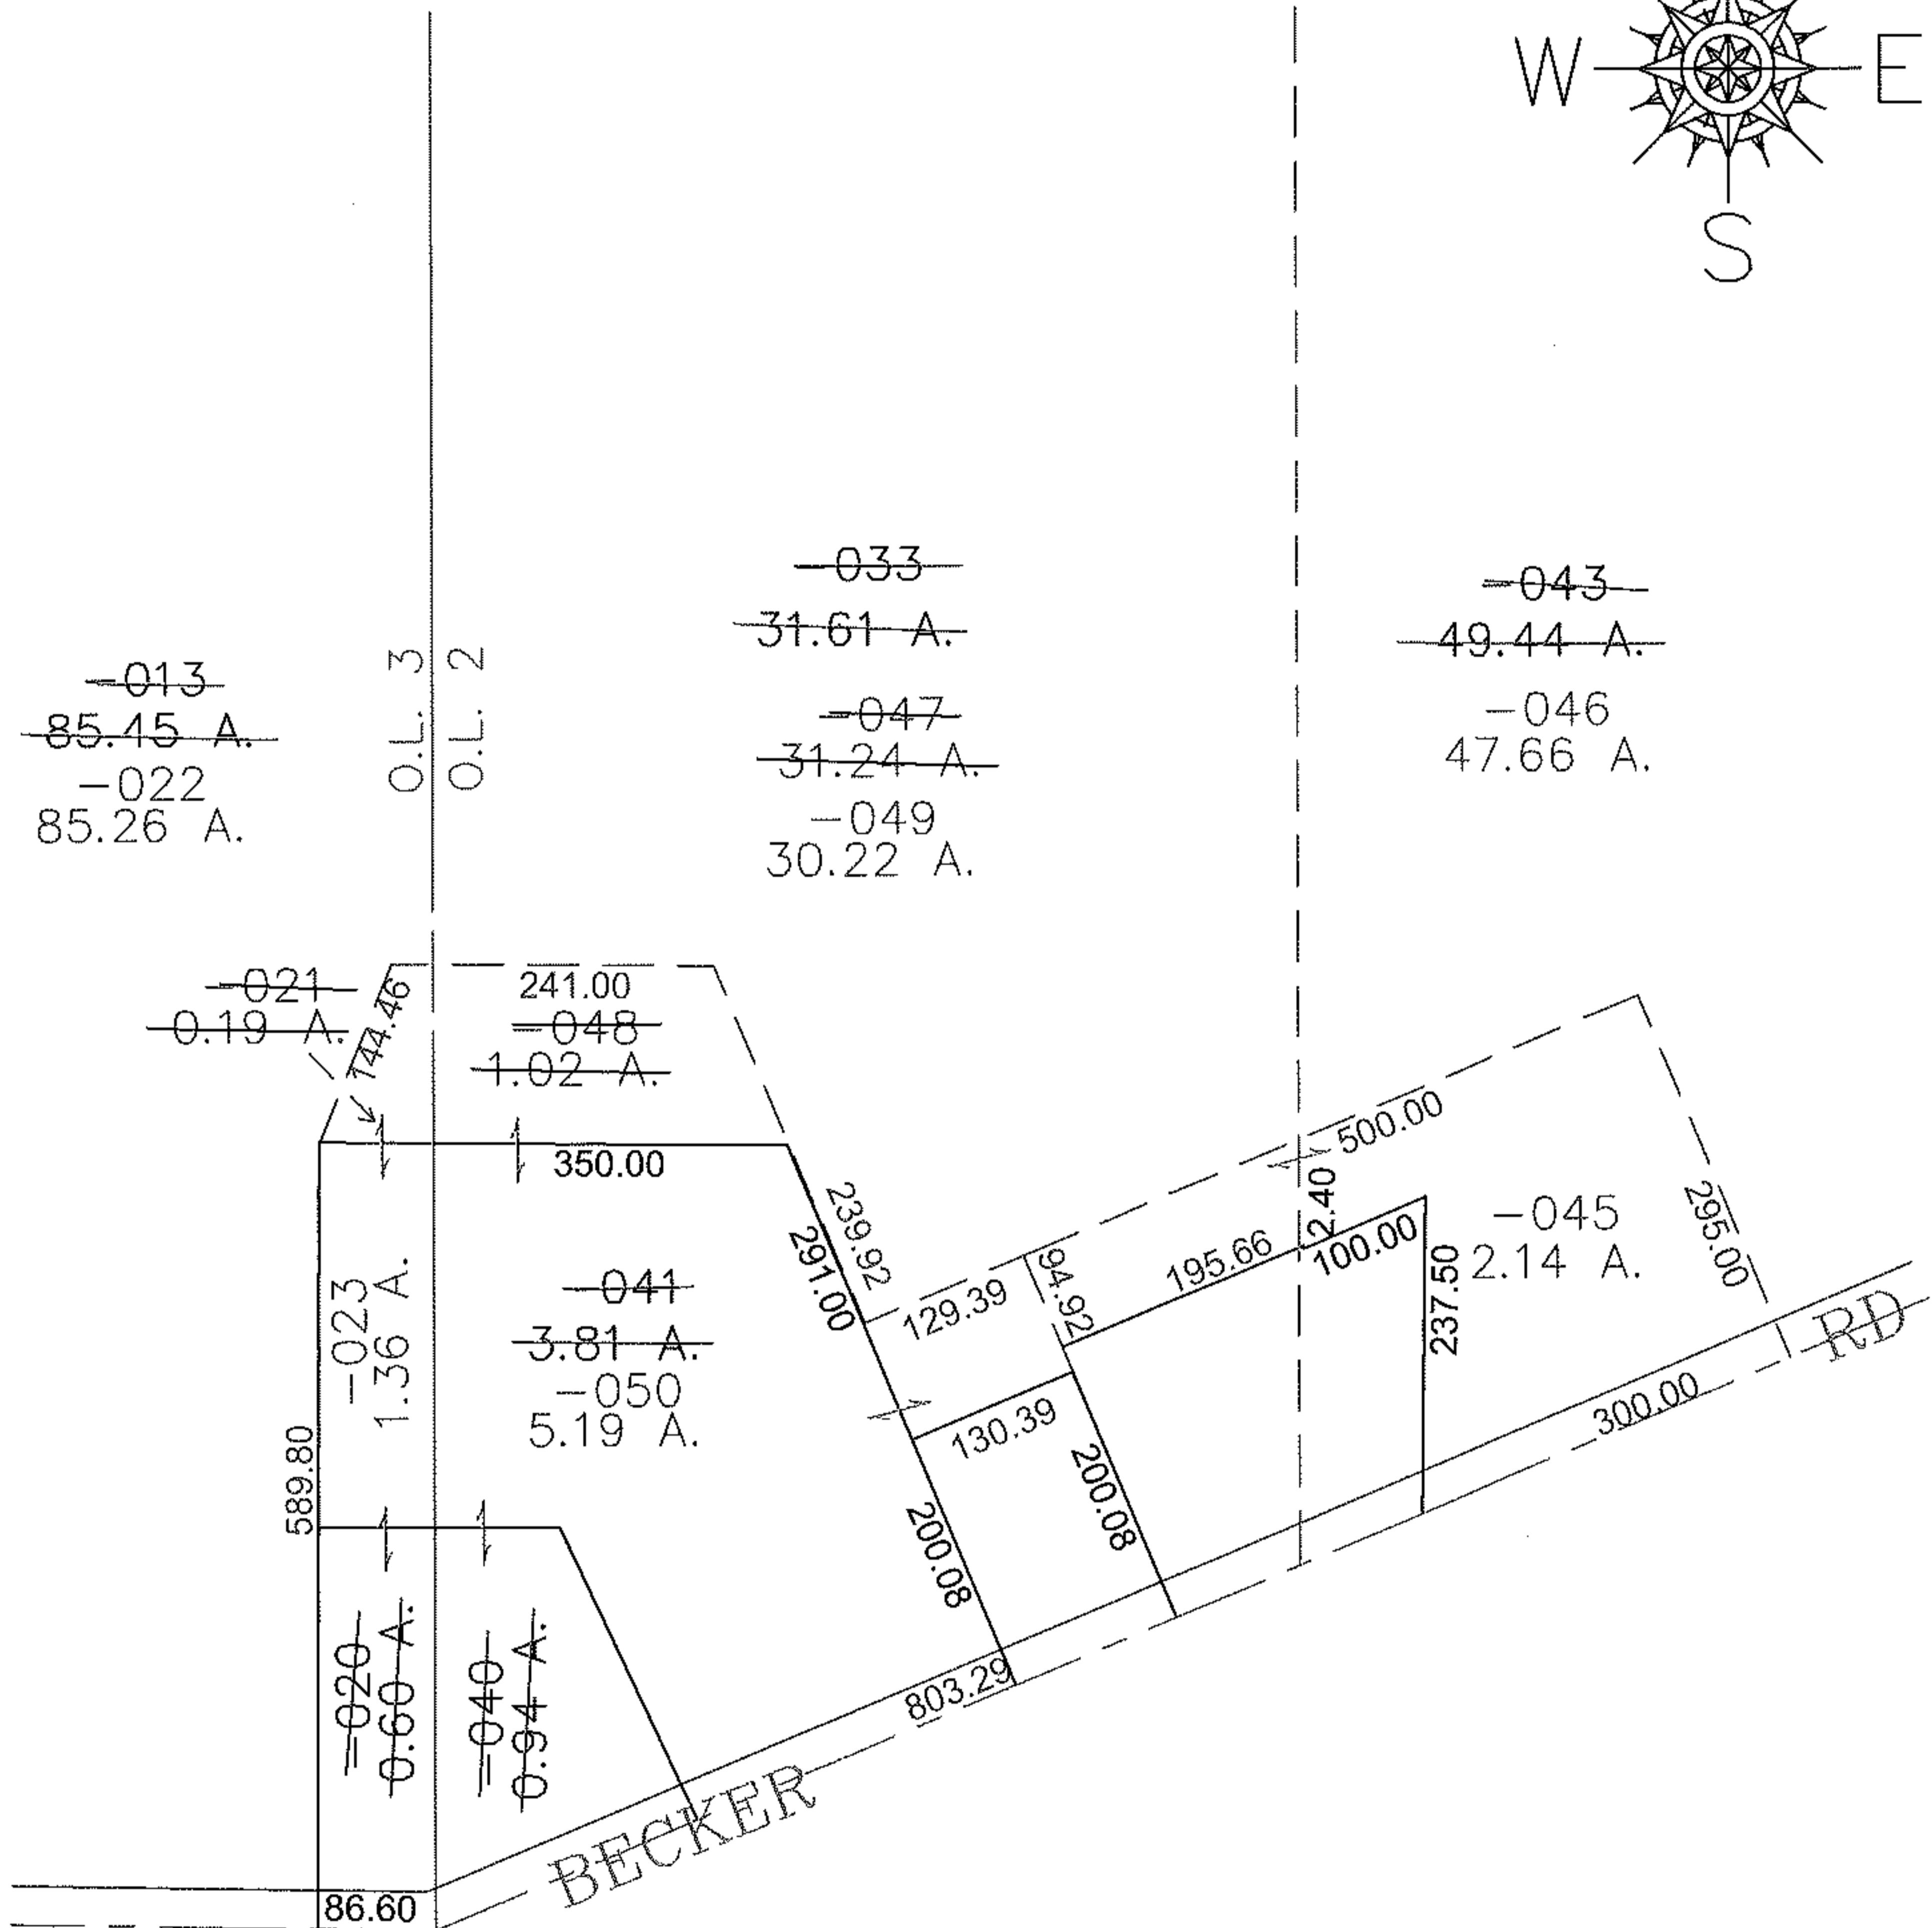 W
E
S
-033
31.61 A.
-043
49.44 A.
-013
85.45 A.
O.L. 3
O.L. 2
-047
31.24 A.
-046
47.66 A.
-022
85.26 A.
-049
30.22 A.
-021
0.19 A.
144.46
241.00
-048
1.02 A.
350.00
500.00
2.40
239.92
291.00
295.00
-045
2.14 A.
195.66
100.00
94.92
129.39
237.50
-023
1.36 A.
-041
3.81 A.
-050
5.19 A.
RD
300.00
130.39
589.80
200.08
200.08
-020
0.60 A.
-040
0.94 A.
803.29
BECKER
86.60